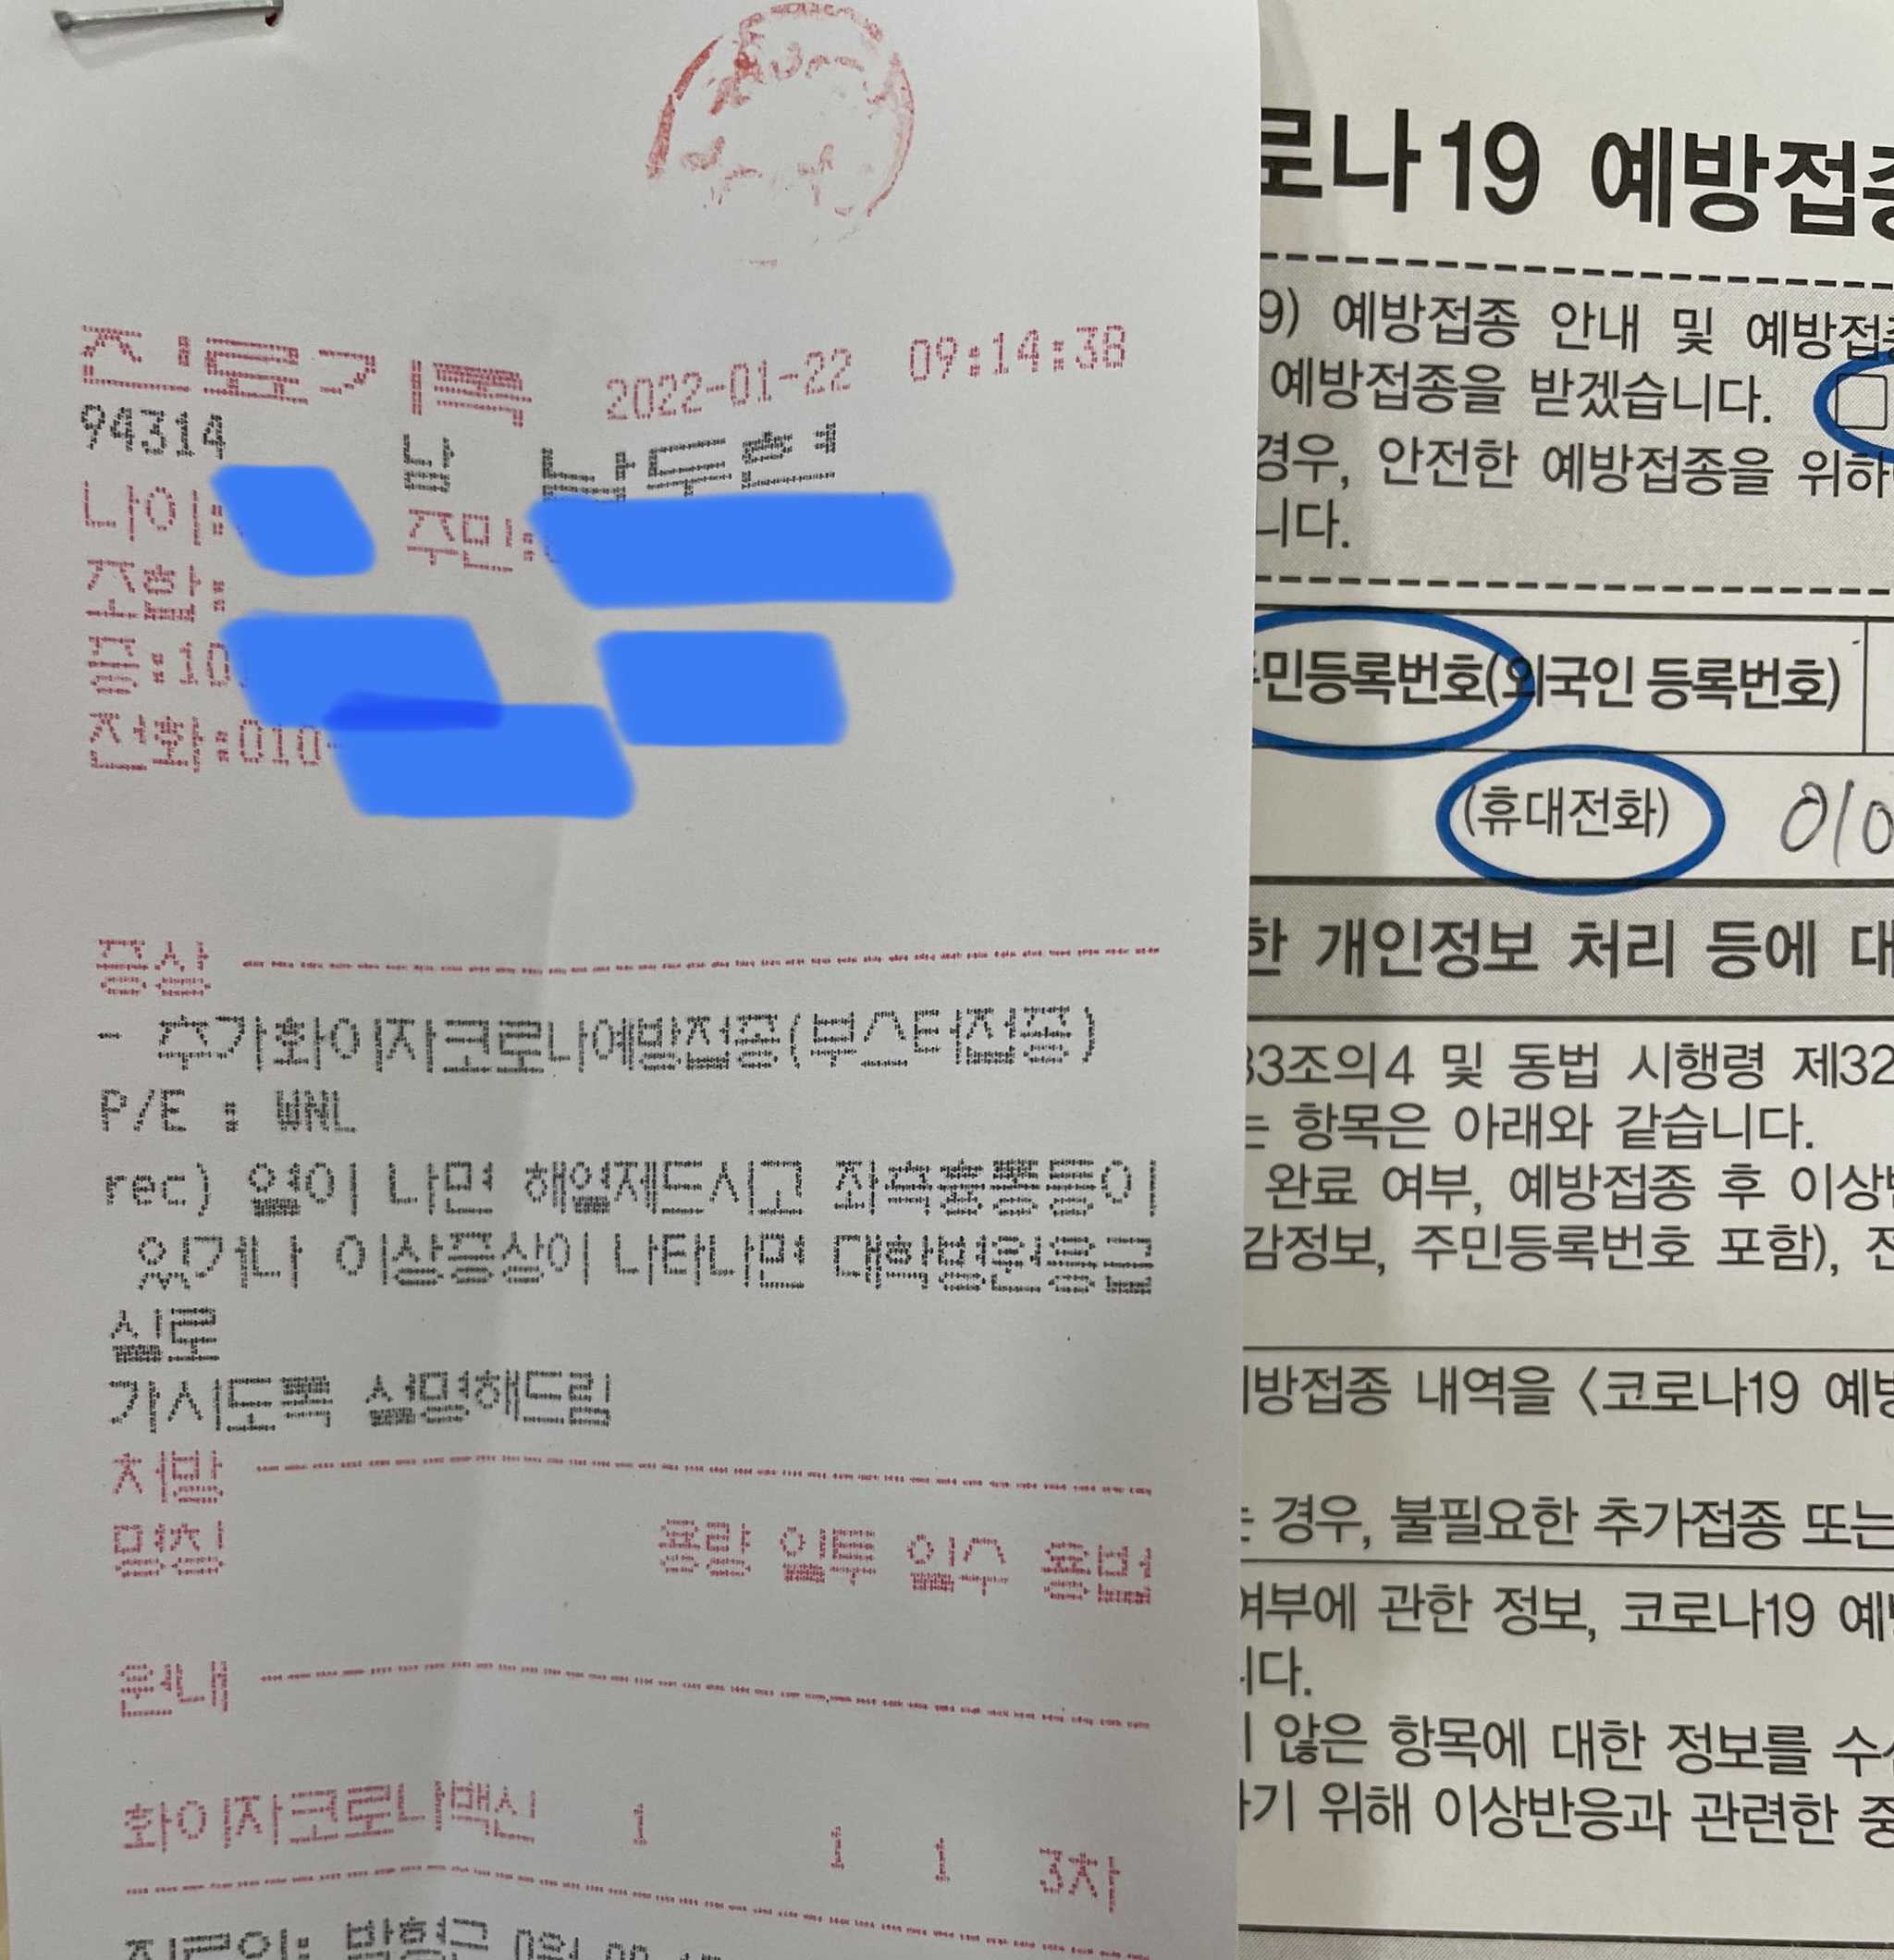 진료기록 2022-01-22 09:14:38
94314 남 남두현
나이: 주민:
조합:
증:10
전화:010-
증상
- 추가화이자코로나예방접종(부스터접종)
P/E : WNL
rec) 열이 나면 해열제드시고 좌측흉통등이
있거나 이상증상이 나타나면 대학병원응급
실로
가시도록 설명해드림
처방
명칭 용량 일투 일수 용법
원내
화이자코로나백신 1 1 1 3차
진료의: 박형근
로나19 예방접종
9) 예방접종 안내 및 예방접종
예방접종을 받겠습니다. □
경우, 안전한 예방접종을 위하
니다.
주민등록번호(외국인 등록번호)
(휴대전화) 010
한 개인정보 처리 등에 대
33조의4 및 동법 시행령 제32
는 항목은 아래와 같습니다.
완료 여부, 예방접종 후 이상반
감정보, 주민등록번호 포함), 전
방접종 내역을 〈코로나19 예방
는 경우, 불필요한 추가접종 또는
여부에 관한 정보, 코로나19 예방
니다.
않은 항목에 대한 정보를 수신
하기 위해 이상반응과 관련한 중